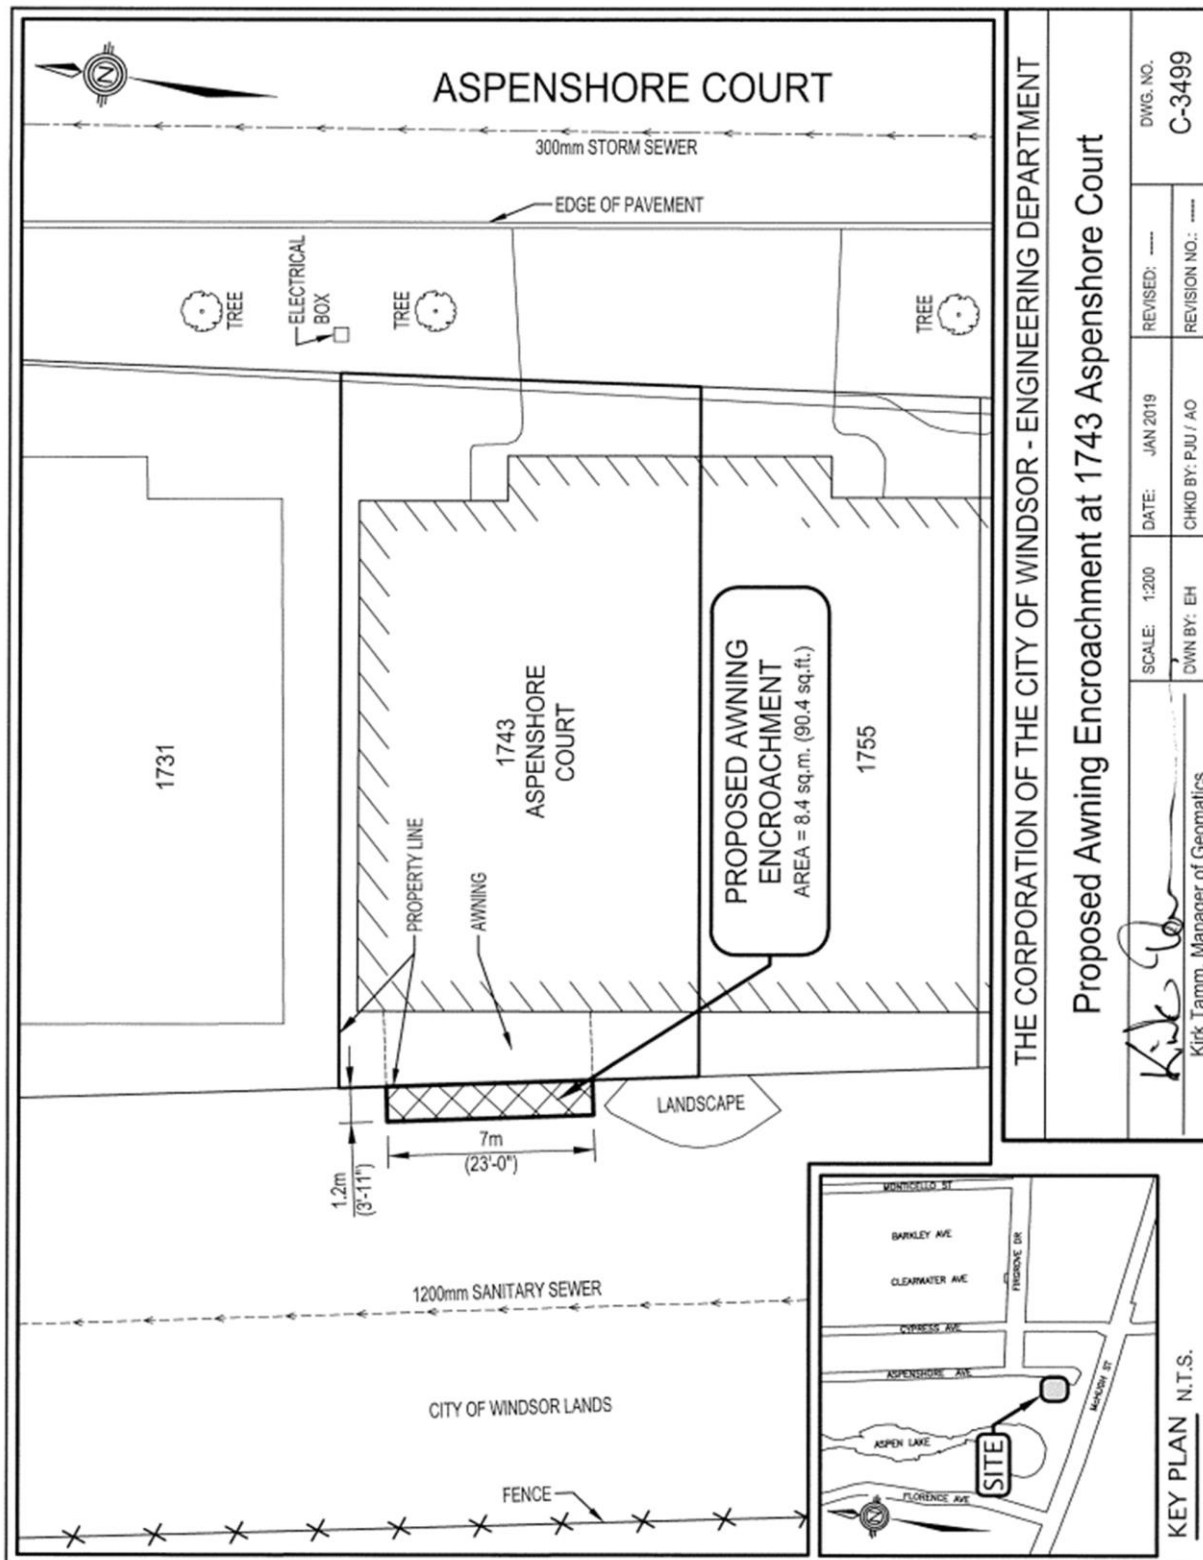 N
ASPENSHORE COURT
300mm STORM SEWER
EDGE OF PAVEMENT
TREE
ELECTRICAL
BOX
TREE
TREE
1731
1743
ASPENSHORE
COURT
PROPERTY LINE
AWNING
PROPOSED AWNING
ENCROACHMENT
AREA = 8.4 sq.m. (90.4 sq.ft.)
1755
1.2m
(3'-11")
7m
(23'-0")
LANDSCAPE
1200mm SANITARY SEWER
CITY OF WINDSOR LANDS
FENCE
MONTICELLO ST
BARKLEY AVE
CLEARWATER AVE
FIRGROVE DR
CYPRESS AVE
ASPENSHORE AVE
McHUGH ST
ASPEN LAKE
SITE
FLORENCE AVE
N
KEY PLAN N.T.S.
THE CORPORATION OF THE CITY OF WINDSOR - ENGINEERING DEPARTMENT
Proposed Awning Encroachment at 1743 Aspenshore Court
Kirk Tamm, Manager of Geomatics
SCALE: 1:200
DATE: JAN 2019
REVISED: ----
DWG. NO.
C-3499
DWN BY: EH
CHKD BY: PJU / AO
REVISION NO.: ----